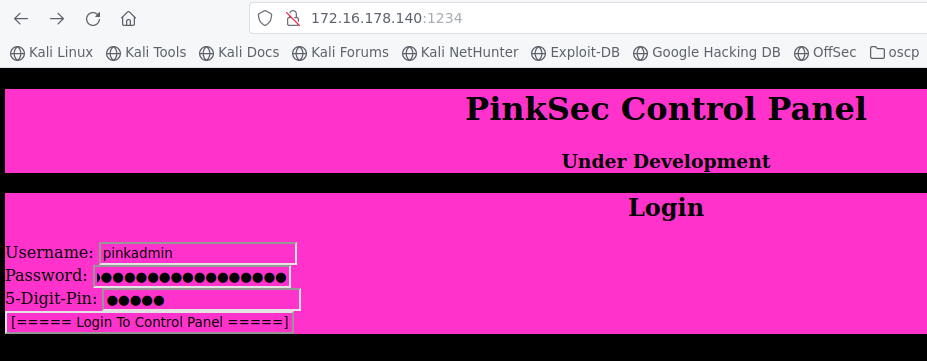 172.16.178.140:1234
Kali Linux Kali Tools Kali Docs Kali Forums Kali NetHunter Exploit-DB Google Hacking DB OffSec oscp
PinkSec Control Panel
Under Development
Login
Username: pinkadmin
Password: ●●●●●●●●●●●●●●●●
5-Digit-Pin: ●●●●●
[===== Login To Control Panel =====]